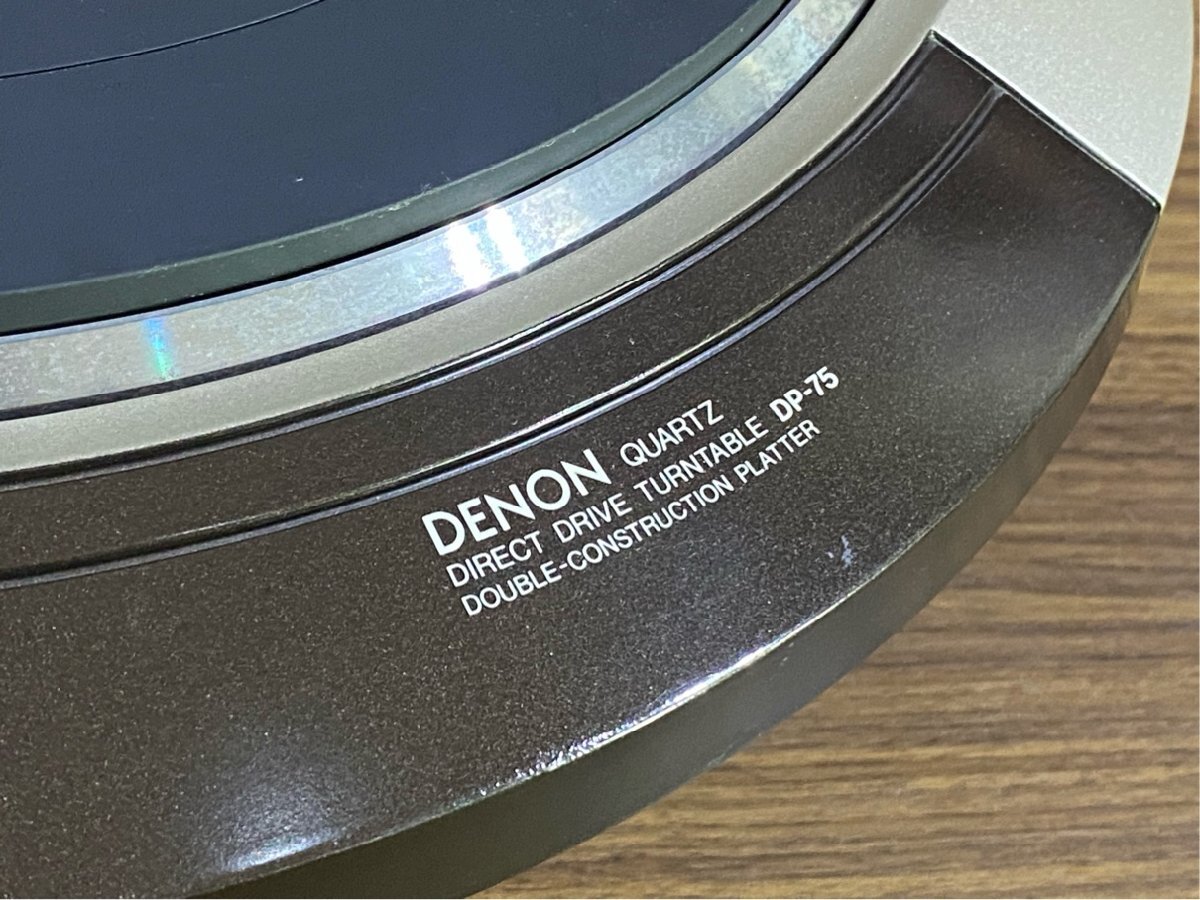 DENON QUARTZ
DIRECT DRIVE TURNTABLE DP-75
DOUBLE-CONSTRUCTION PLATTER